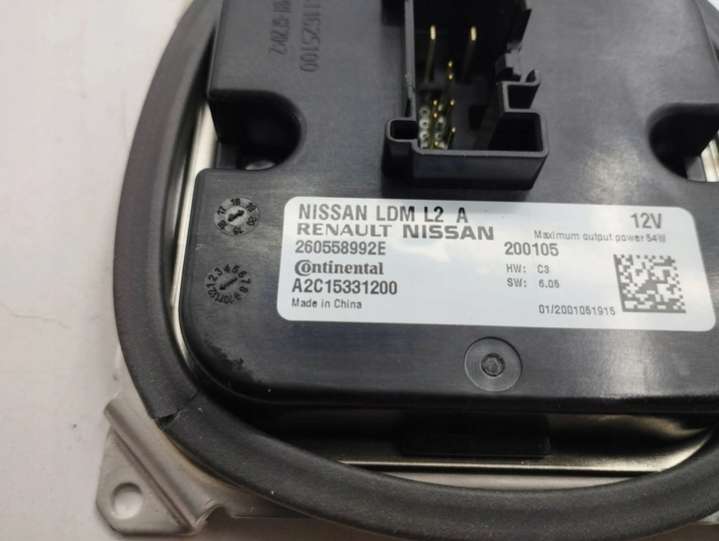 NISSAN LDM L2 A
12V
RENAULT NISSAN
Maximum output power 54W
260558992E
200105
Continental
HW: C3
A2C15331200
SW: 6.05
Made in China
01/2001051915